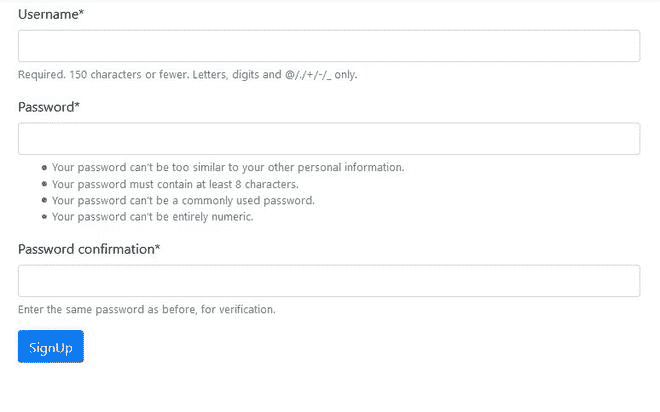 Username*
Required. 150 characters or fewer. Letters, digits and @/./+/-/_ only.
Password*
• Your password can't be too similar to your other personal information.
• Your password must contain at least 8 characters.
• Your password can't be a commonly used password.
• Your password can't be entirely numeric.
Password confirmation*
Enter the same password as before, for verification.
SignUp